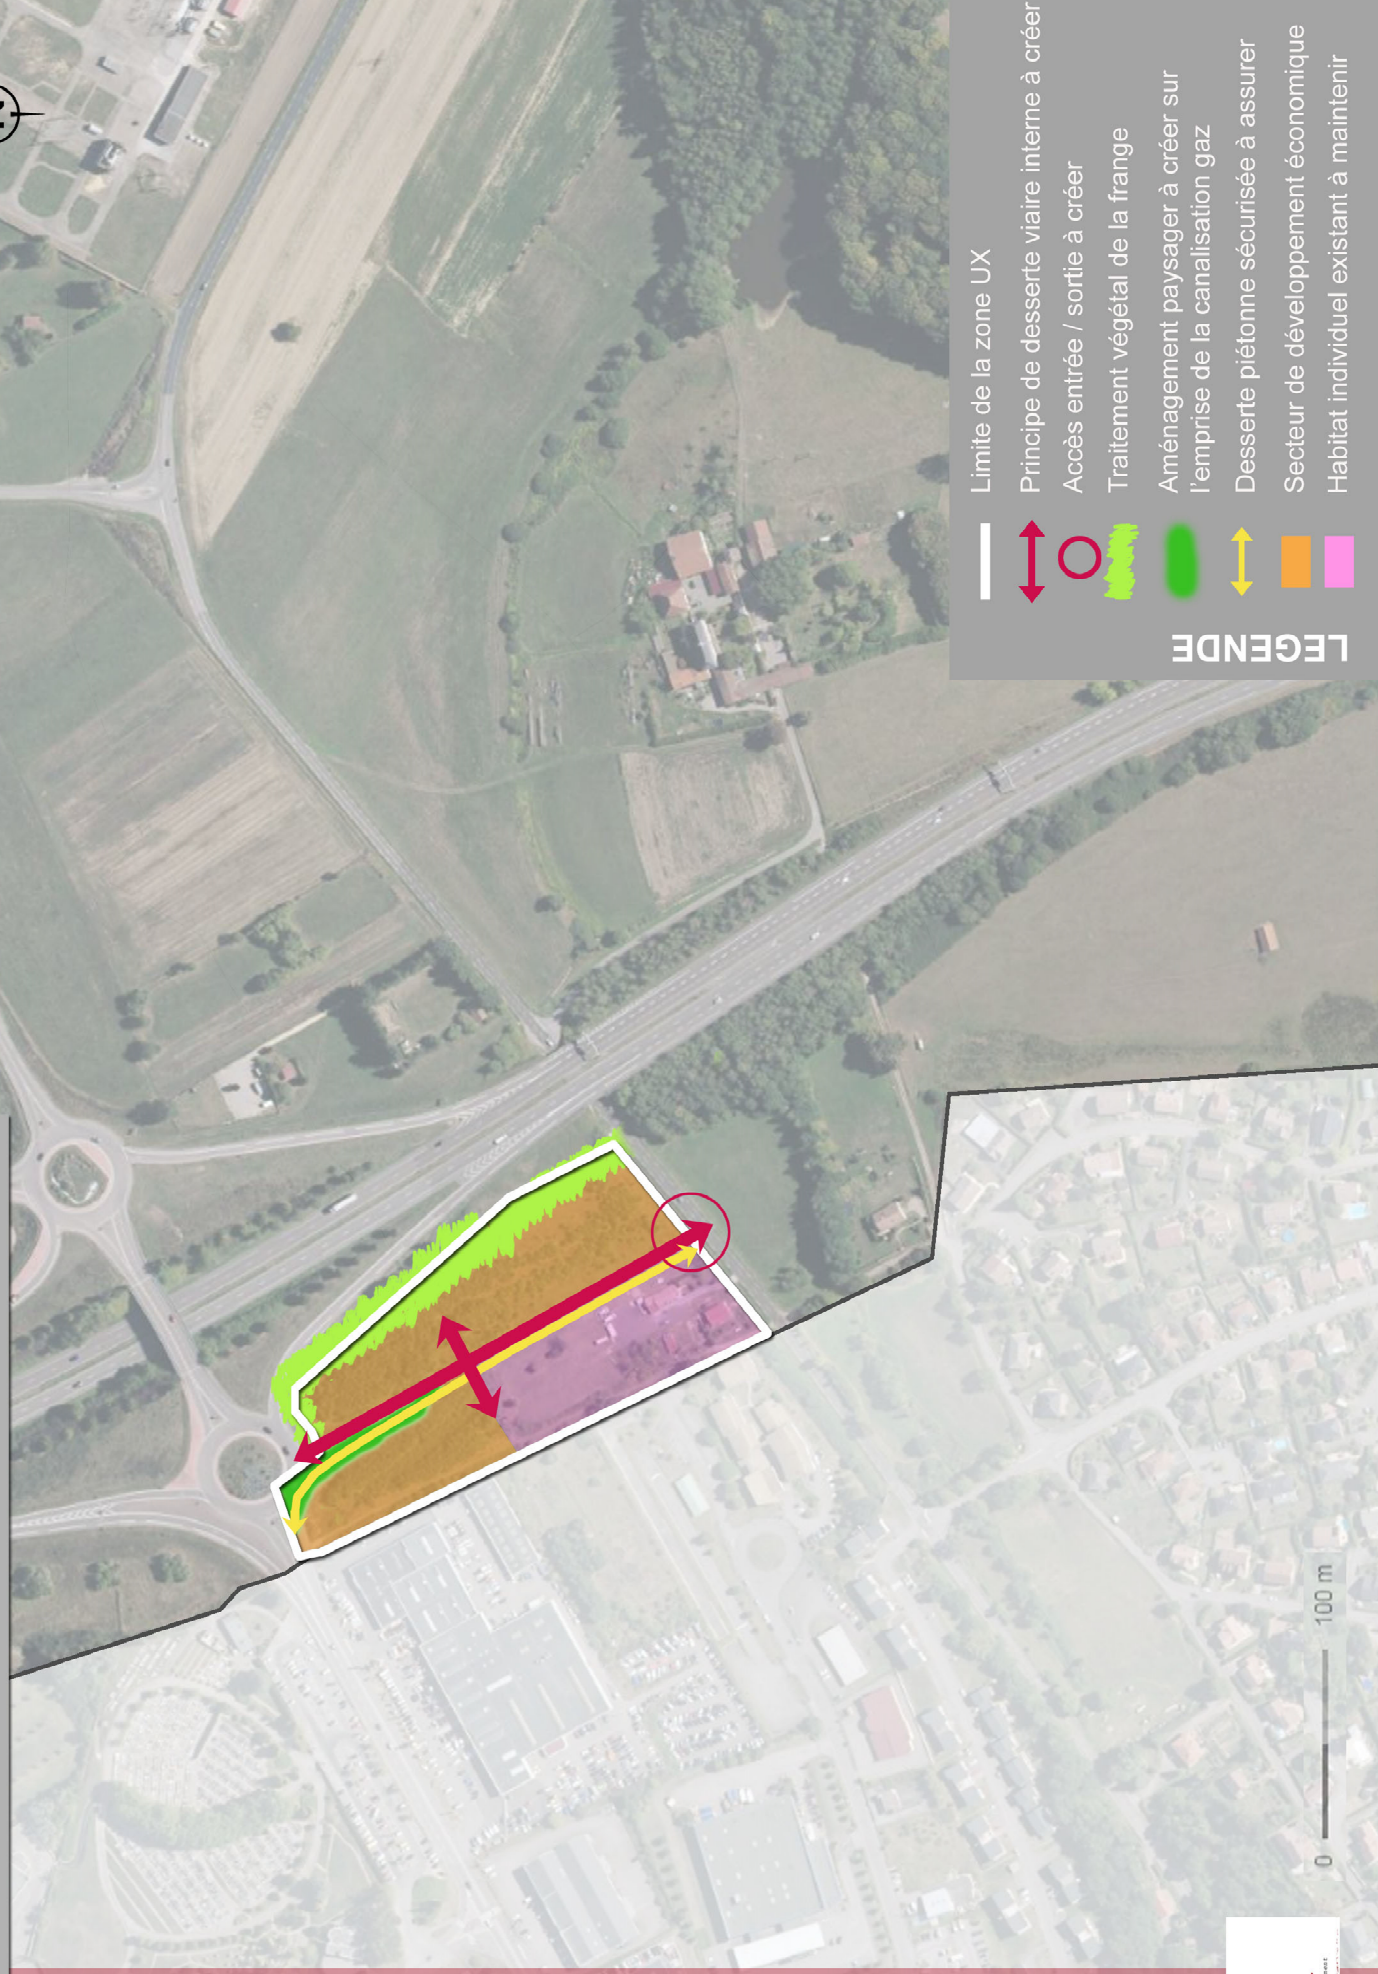 LEGENDE
Limite de la zone UX
Principe de desserte viaire interne à créer
Accès entrée / sortie à créer
Traitement végétal de la frange
Aménagement paysager à créer sur
l'emprise de la canalisation gaz
Desserte piétonne sécurisée à assurer
Secteur de développement économique
Habitat individuel existant à maintenir
0 100 m